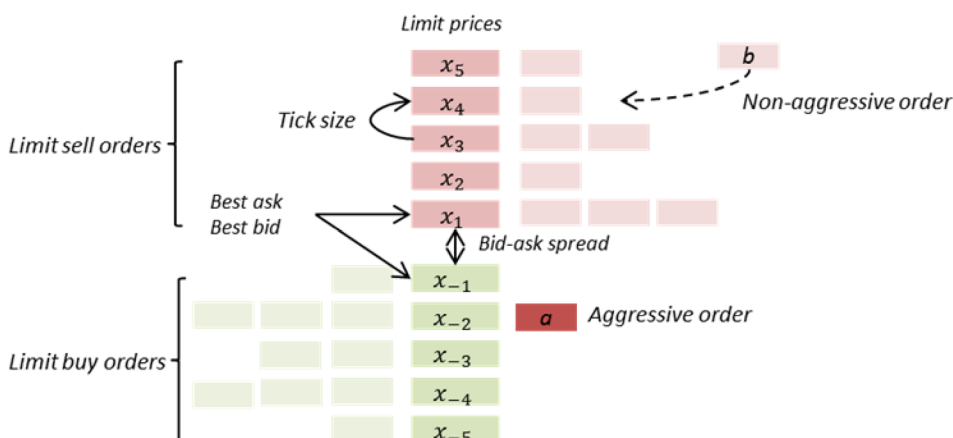 Limit prices
x₅
b
x₄
Non-aggressive order
Tick size
x₃
Limit sell orders
x₂
Best ask
Best bid
x₁
Bid-ask spread
x₋₁
x₋₂
a
Aggressive order
x₋₃
Limit buy orders
x₋₄
x₋₅